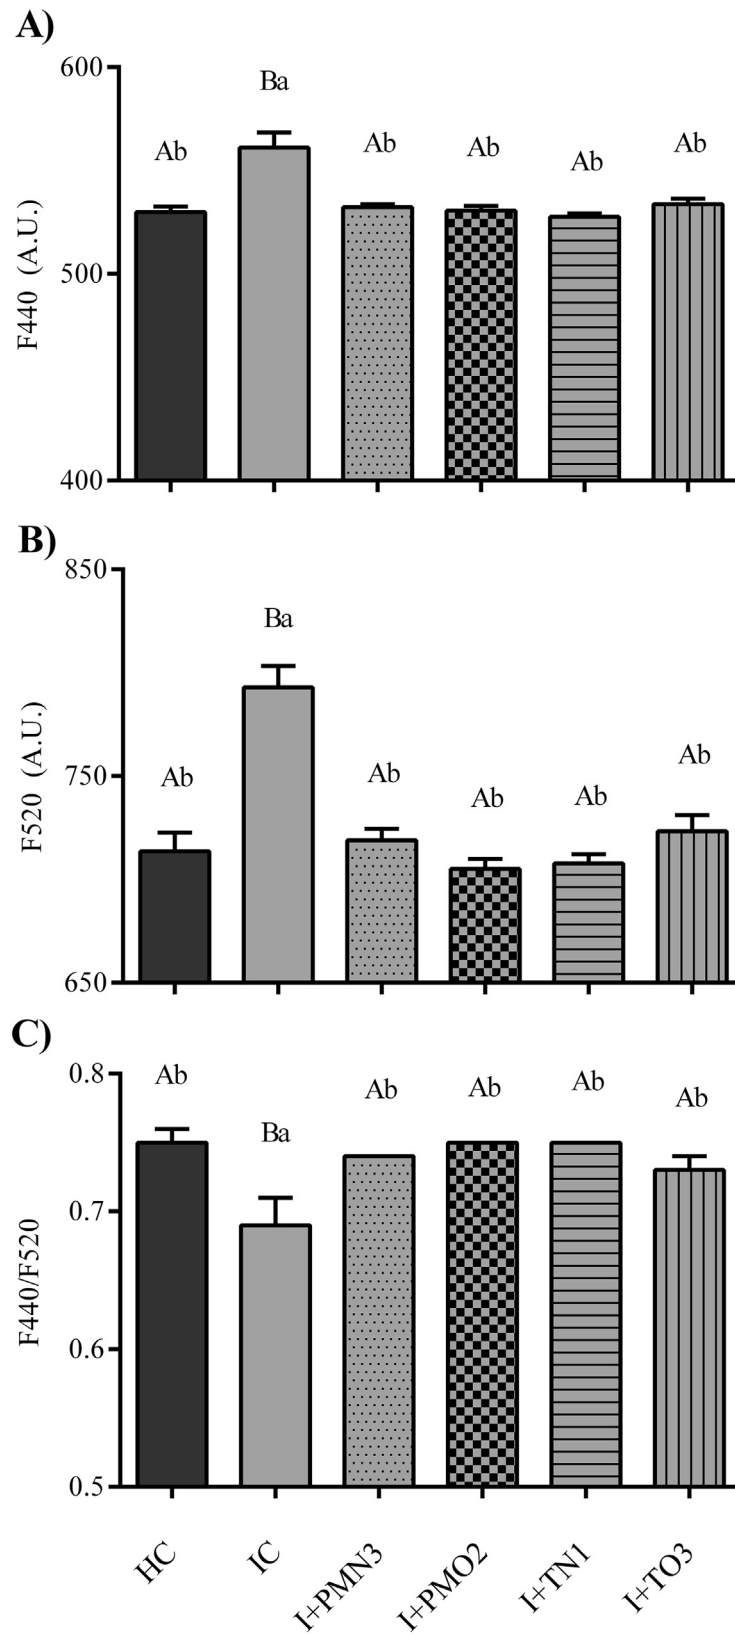 A)
600
500
400
F440 (A.U.)
Ab
Ba
Ab
Ab
Ab
Ab
B)
850
750
650
F520 (A.U.)
Ab
Ba
Ab
Ab
Ab
Ab
C)
0.8
0.7
0.6
0.5
F440/F520
Ab
Ba
Ab
Ab
Ab
Ab
HC
IC
I+PMN3
I+PMO2
I+TN1
I+TO3